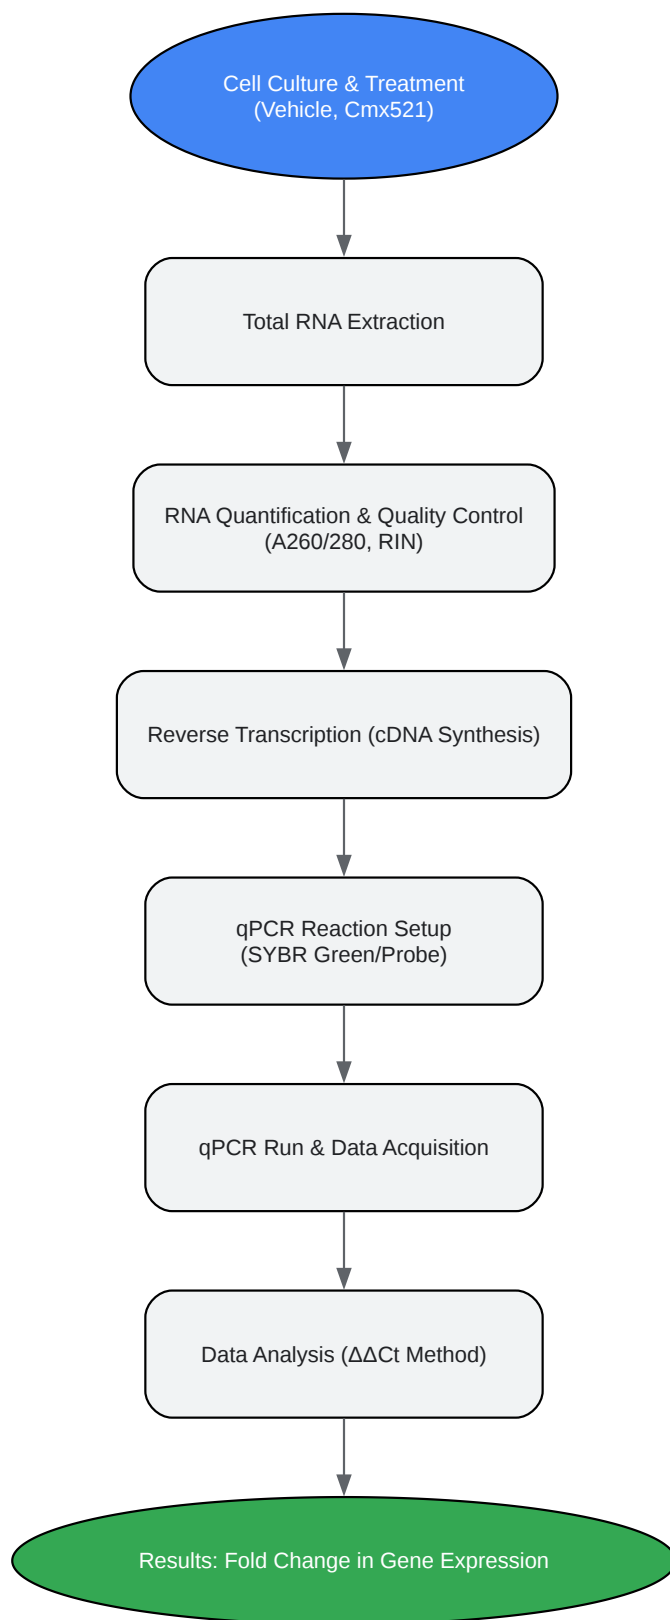 Cell Culture & Treatment
(Vehicle, Cmx521)
Total RNA Extraction
RNA Quantification & Quality Control
(A260/280, RIN)
Reverse Transcription (cDNA Synthesis)
qPCR Reaction Setup
(SYBR Green/Probe)
qPCR Run & Data Acquisition
Data Analysis (ΔΔCt Method)
Results: Fold Change in Gene Expression